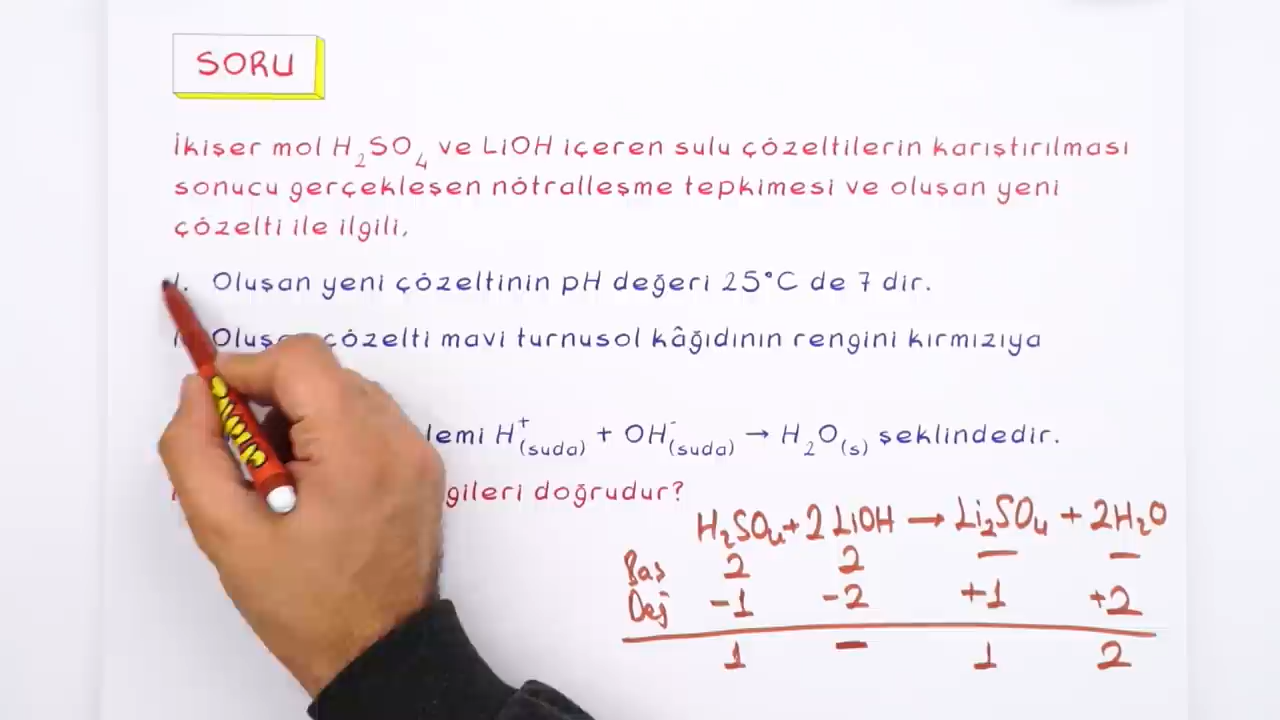 SORU
İkişer mol H₂SO₄ ve LiOH içeren sulu çözeltilerin karıştırılması
sonucu gerçekleşen nötralleşme tepkimesi ve oluşan yeni
çözelti ile ilgili,
I. Oluşan yeni çözeltinin pH değeri 25°C de 7 dir.
çözelti mavi turnusol kâğıdının rengini kırmızıya
H⁺(suda) + OH⁻(suda) → H₂O(s) şeklindedir.
doğrudur?
H₂SO₄ + 2 LiOH → Li₂SO₄ + 2H₂O
Baş 2 2 — —
Değ -1 -2 +1 +2
1 — 1 2